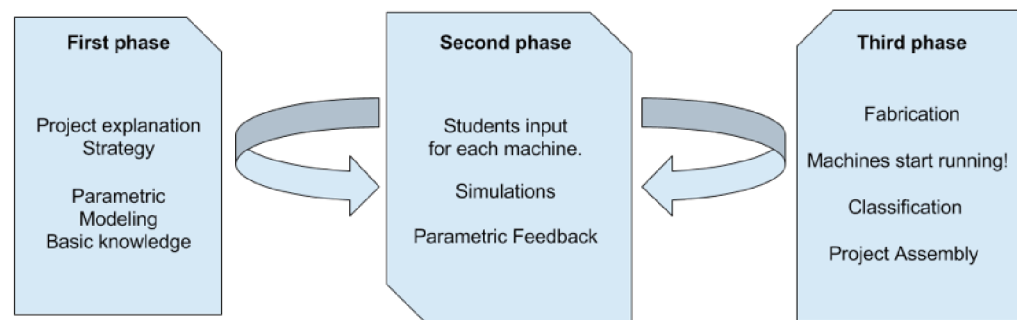 First phase
Project explanation
Strategy
Parametric
Modeling
Basic knowledge
Second phase
Students input
for each machine.
Simulations
Parametric Feedback
Third phase
Fabrication
Machines start running!
Classification
Project Assembly